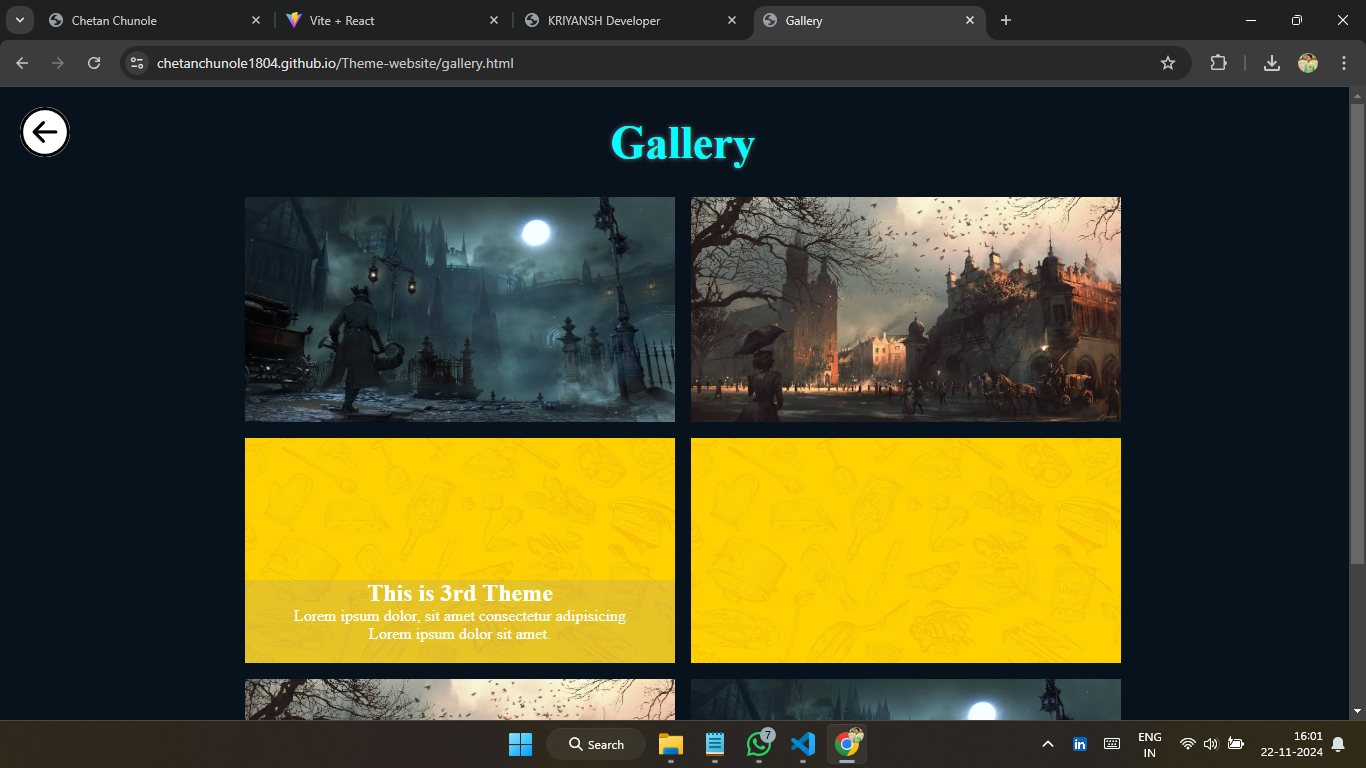 Chetan Chunole
Vite + React
KRIYANSH Developer
Gallery
chetanchunole1804.github.io/Theme-website/gallery.html
Gallery
This is 3rd Theme
Lorem ipsum dolor, sit amet consectetur adipisicing
Lorem ipsum dolor sit amet.
Search
7
in
ENG
IN
16:01
22-11-2024